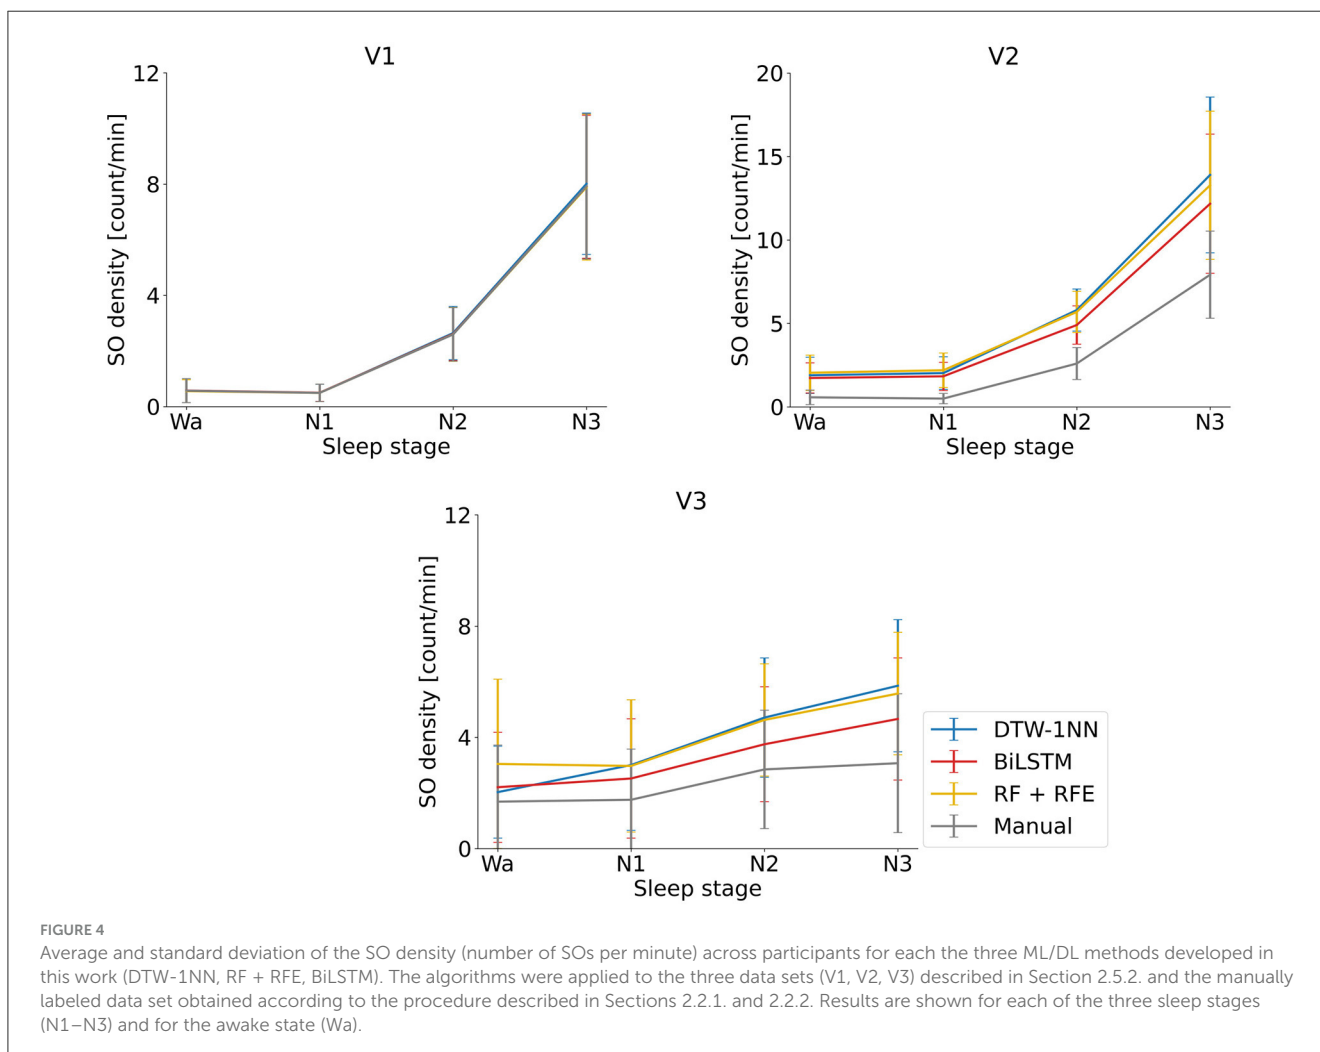 V1
12
8
4
0
SO density [count/min]
Wa N1 N2 N3
Sleep stage
V2
20
15
10
5
0
SO density [count/min]
Wa N1 N2 N3
Sleep stage
V3
12
8
4
0
SO density [count/min]
Wa N1 N2 N3
Sleep stage
DTW-1NN
BiLSTM
RF + RFE
Manual
FIGURE 4
Average and standard deviation of the SO density (number of SOs per minute) across participants for each the three ML/DL methods developed in
this work (DTW-1NN, RF + RFE, BiLSTM). The algorithms were applied to the three data sets (V1, V2, V3) described in Section 2.5.2. and the manually
labeled data set obtained according to the procedure described in Sections 2.2.1. and 2.2.2. Results are shown for each of the three sleep stages
(N1–N3) and for the awake state (Wa).